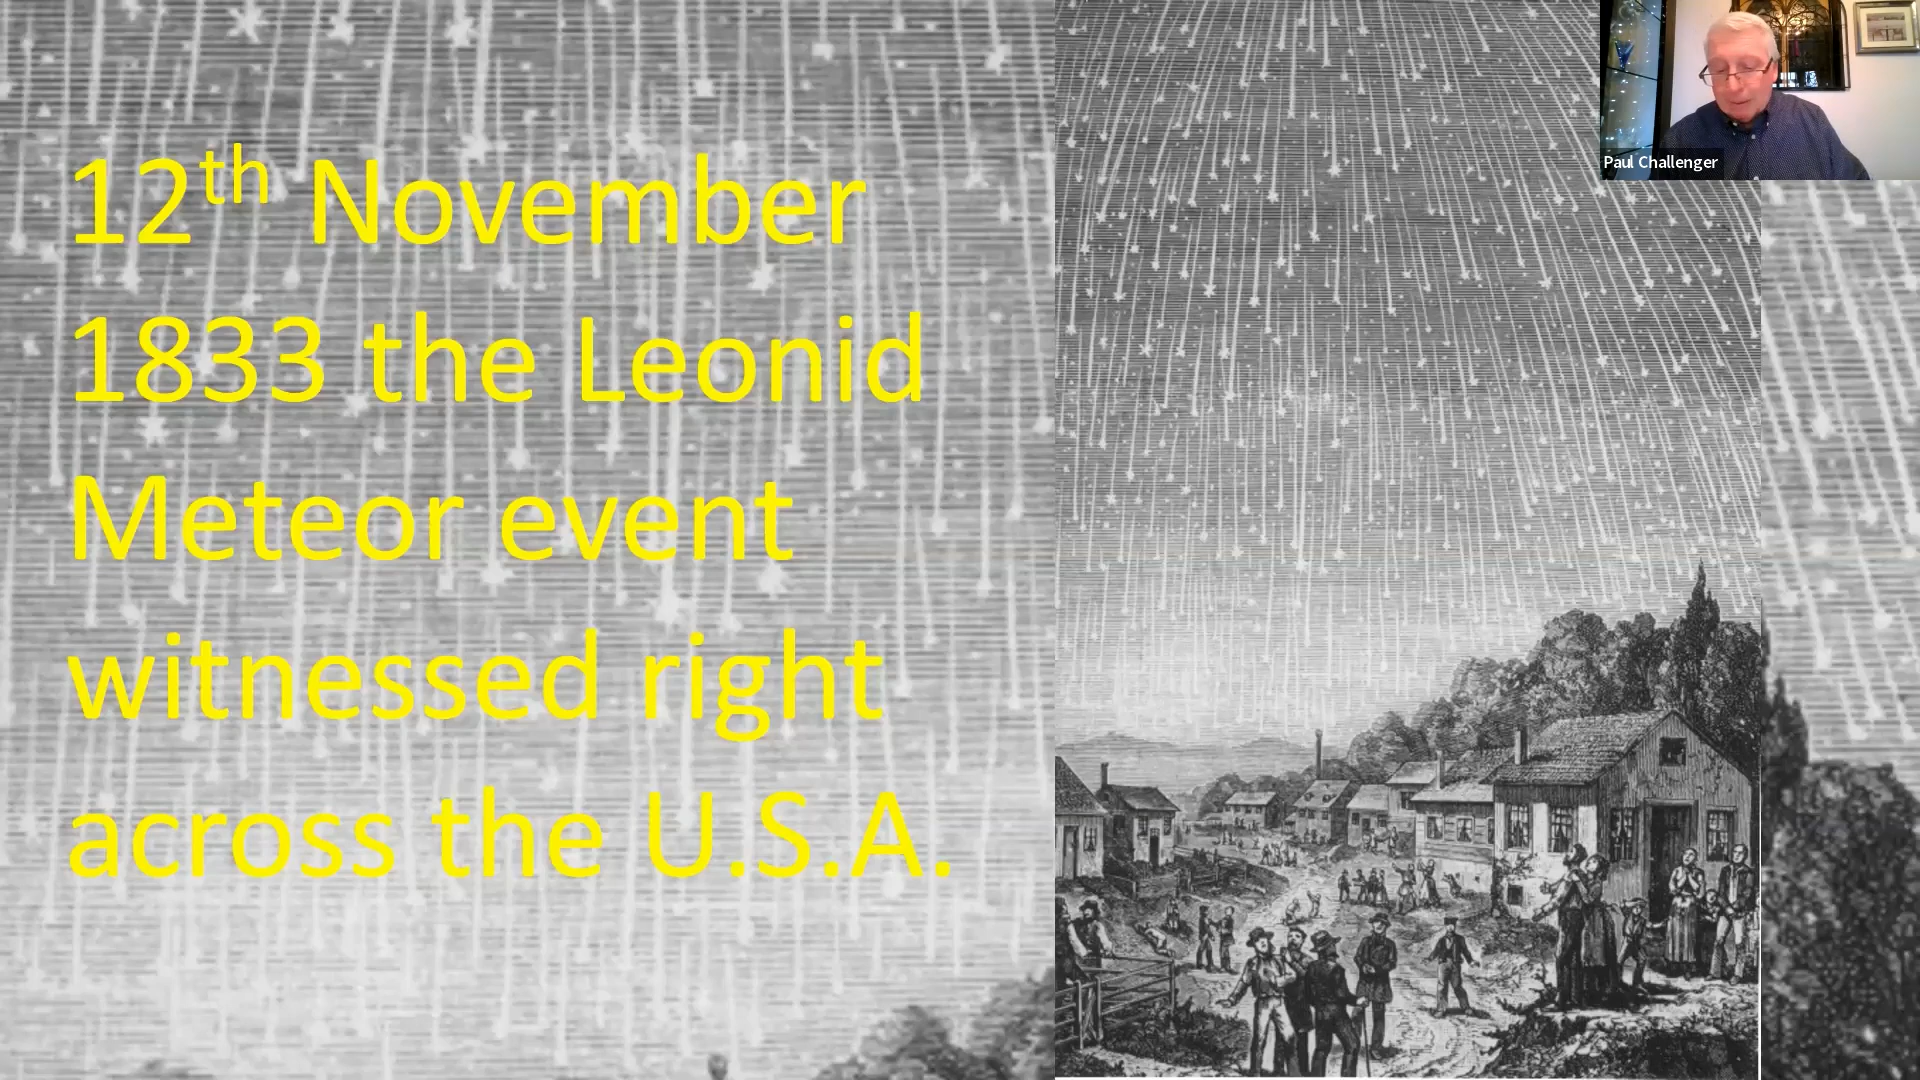 12th November
1833 the Leonid
Meteor event
witnessed right
across the U.S.A.
Paul Challenger